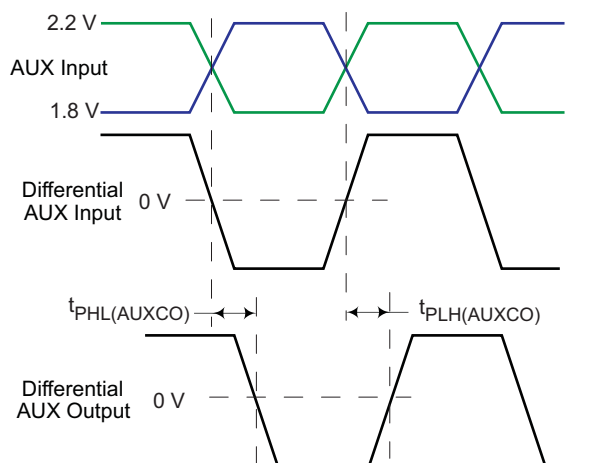 2.2 V
AUX Input
1.8 V
Differential
AUX Input
0 V
tPHL(AUXCO)
tPLH(AUXCO)
Differential
AUX Output
0 V